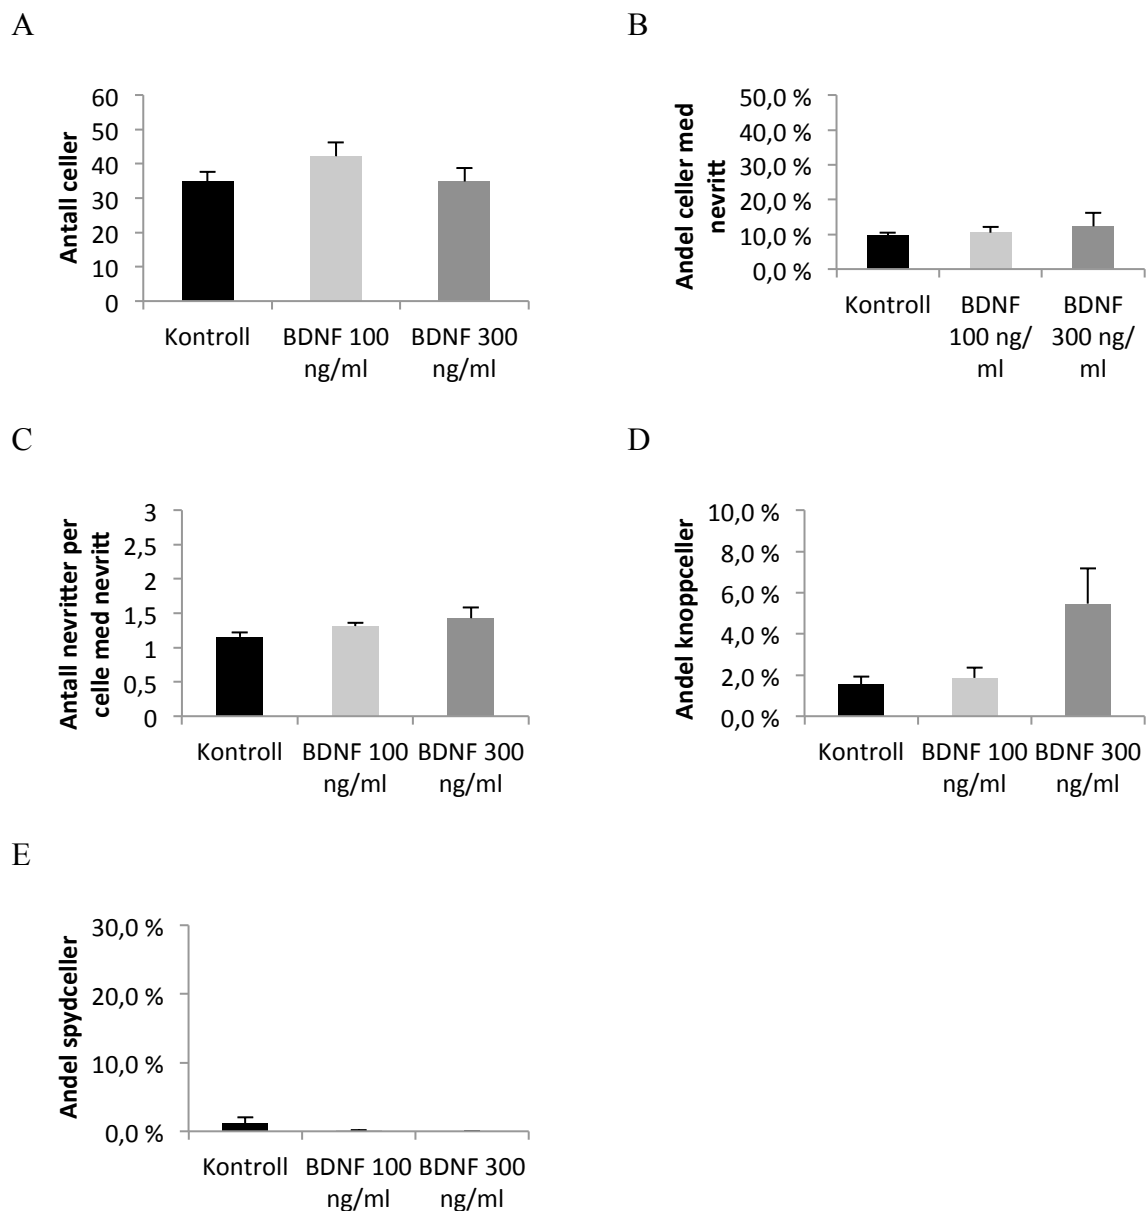 A
Antall celler
60
50
40
30
20
10
0
Kontroll
BDNF 100
ng/ml
BDNF 300
ng/ml
B
Andel celler med
nevritt
50,0 %
40,0 %
30,0 %
20,0 %
10,0 %
0,0 %
Kontroll
BDNF
100 ng/
ml
BDNF
300 ng/
ml
C
Antall nevritter per
celle med nevritt
3
2,5
2
1,5
1
0,5
0
Kontroll
BDNF 100
ng/ml
BDNF 300
ng/ml
D
Andel knoppceller
10,0 %
8,0 %
6,0 %
4,0 %
2,0 %
0,0 %
Kontroll
BDNF 100
ng/ml
BDNF 300
ng/ml
E
Andel spydceller
30,0 %
20,0 %
10,0 %
0,0 %
Kontroll
BDNF 100
ng/ml
BDNF 300
ng/ml